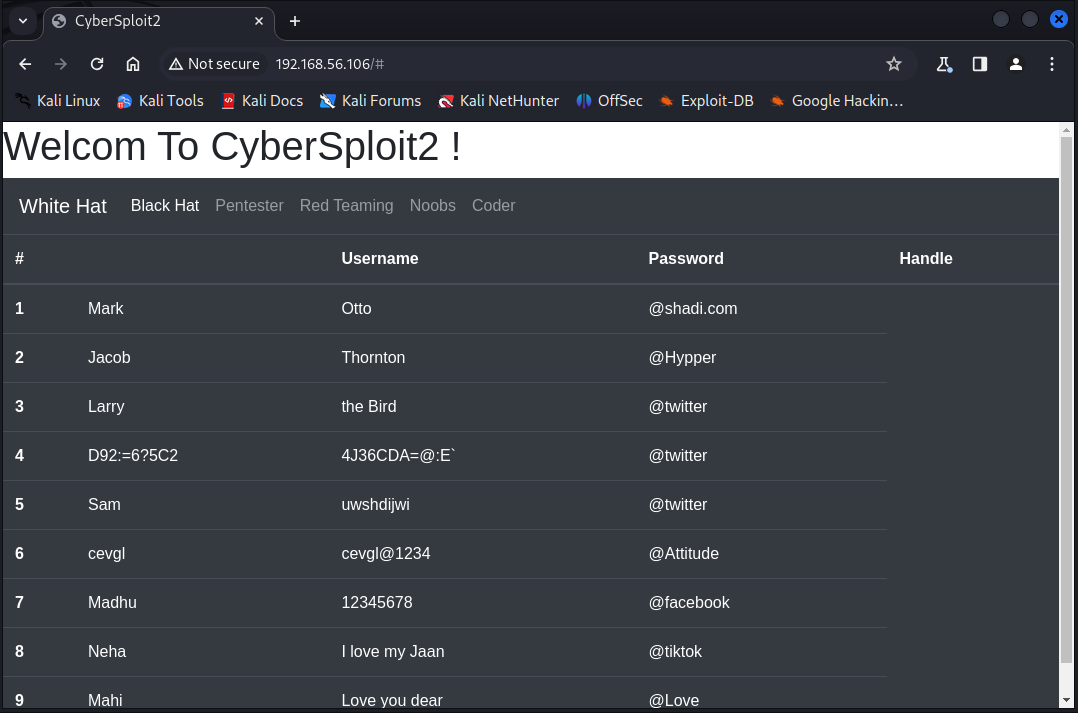 CyberSploit2
Not secure 192.168.56.106/#
Kali Linux Kali Tools Kali Docs Kali Forums Kali NetHunter OffSec Exploit-DB Google Hackin…
Welcom To CyberSploit2 !
White Hat Black Hat Pentester Red Teaming Noobs Coder
# Username Password Handle
1 Mark Otto @shadi.com
2 Jacob Thornton @Hypper
3 Larry the Bird @twitter
4 D92:=6?5C2 4J36CDA=@:E` @twitter
5 Sam uwshdijwi @twitter
6 cevgl cevgl@1234 @Attitude
7 Madhu 12345678 @facebook
8 Neha I love my Jaan @tiktok
9 Mahi Love you dear @Love